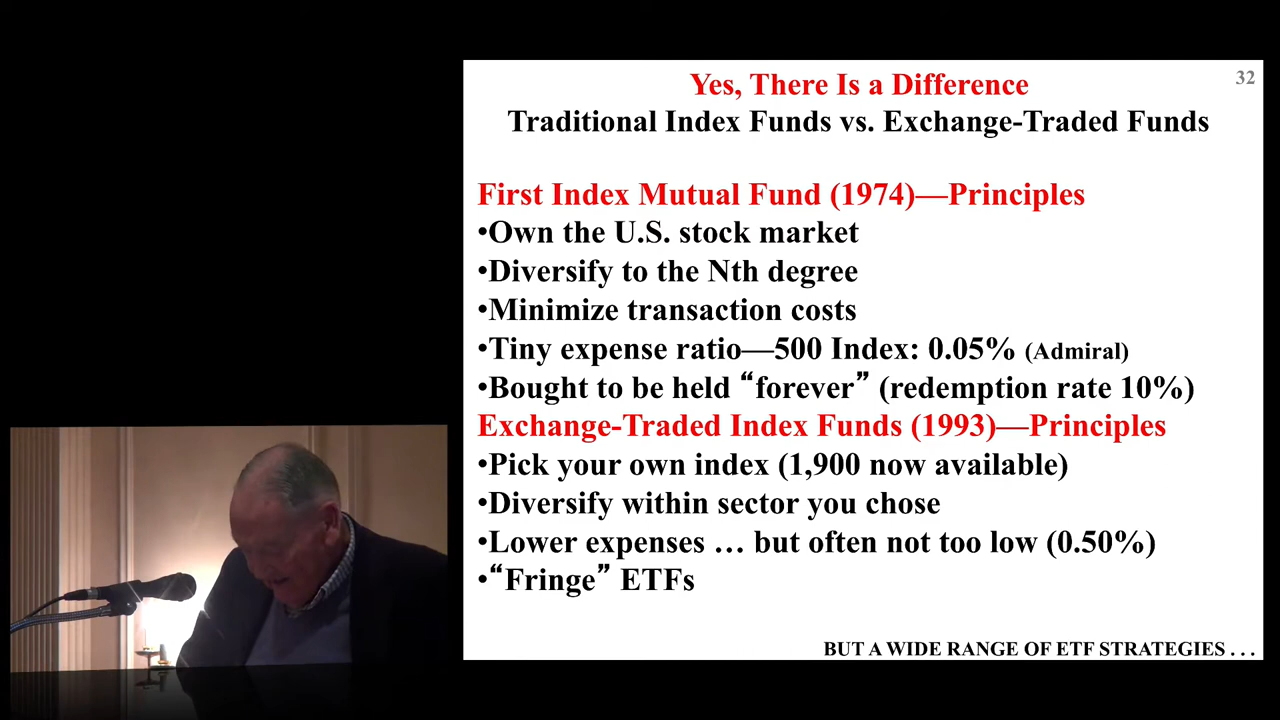 32
Yes, There Is a Difference
Traditional Index Funds vs. Exchange-Traded Funds
First Index Mutual Fund (1974)—Principles
•Own the U.S. stock market
•Diversify to the Nth degree
•Minimize transaction costs
•Tiny expense ratio—500 Index: 0.05% (Admiral)
•Bought to be held “forever” (redemption rate 10%)
Exchange-Traded Index Funds (1993)—Principles
•Pick your own index (1,900 now available)
•Diversify within sector you chose
•Lower expenses … but often not too low (0.50%)
•“Fringe” ETFs
BUT A WIDE RANGE OF ETF STRATEGIES . . .